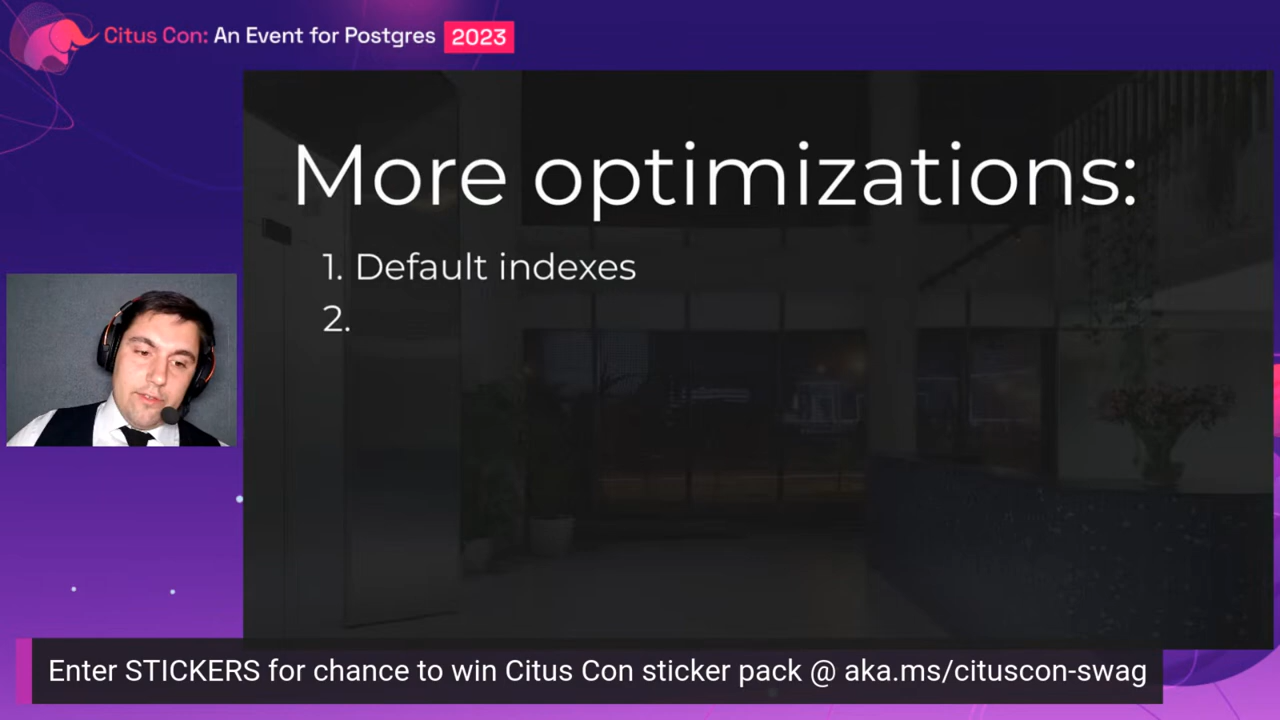 Citus Con: An Event for Postgres 2023
More optimizations:
1. Default indexes
2.
Enter STICKERS for chance to win Citus Con sticker pack @ aka.ms/cituscon-swag